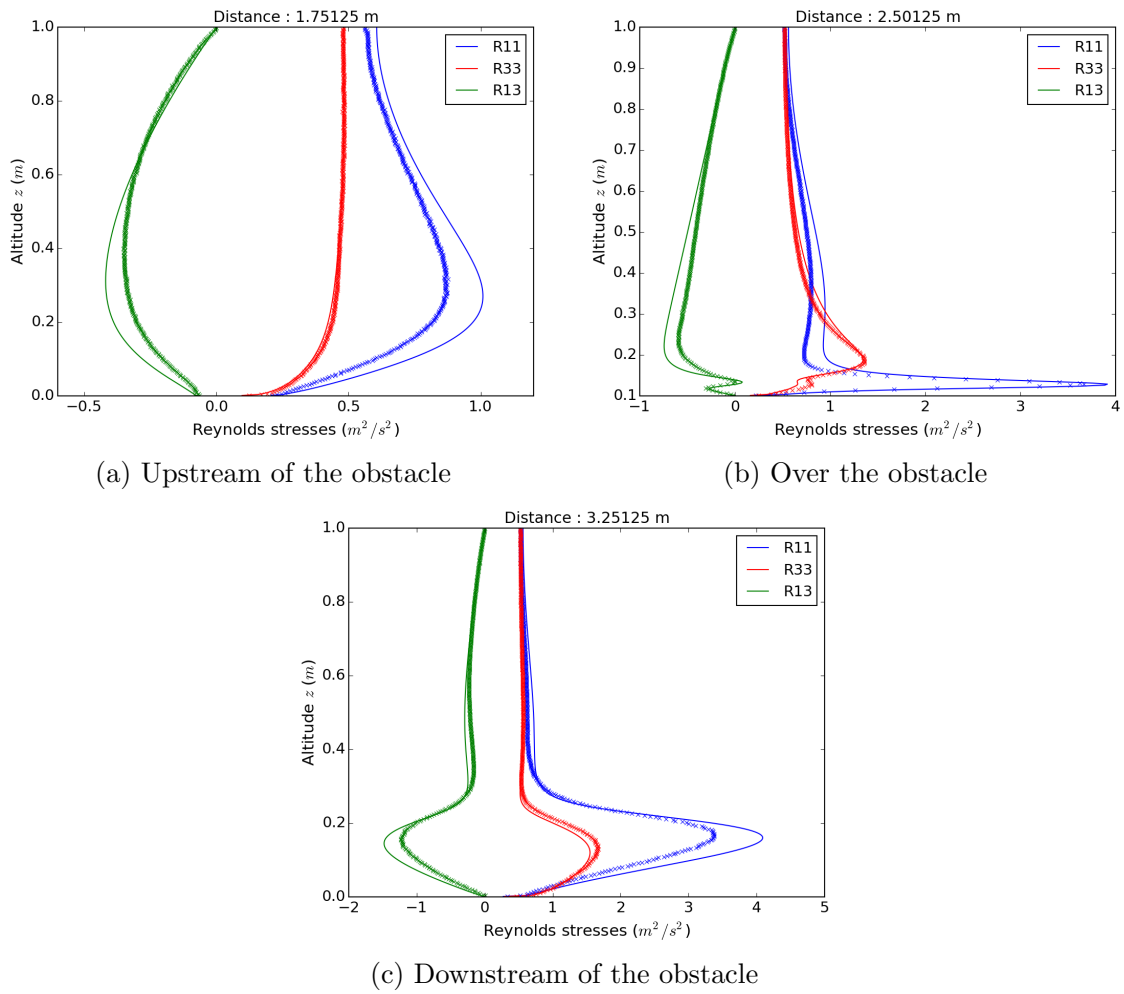 Distance : 1.75125 m
1.0
0.8
0.6
0.4
0.2
0.0
Altitude z (m)
R11
R33
R13
−0.5 0.0 0.5 1.0
Reynolds stresses (m²/s²)
(a) Upstream of the obstacle
Distance : 2.50125 m
1.0
0.9
0.8
0.7
0.6
0.5
0.4
0.3
0.2
0.1
Altitude z (m)
R11
R33
R13
−1 0 1 2 3 4
Reynolds stresses (m²/s²)
(b) Over the obstacle
Distance : 3.25125 m
1.0
0.8
0.6
0.4
0.2
0.0
Altitude z (m)
R11
R33
R13
−2 −1 0 1 2 3 4 5
Reynolds stresses (m²/s²)
(c) Downstream of the obstacle